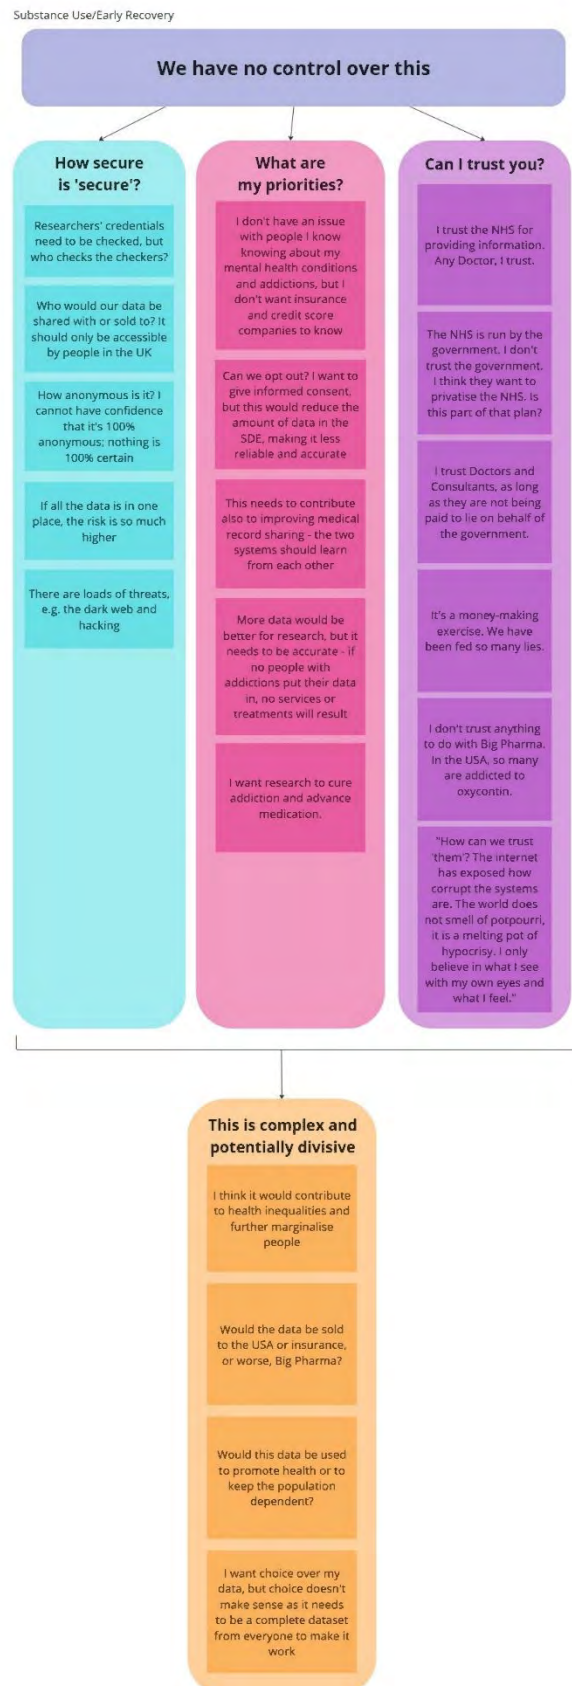 Substance Use/Early Recovery
We have no control over this
How secure
is 'secure'?
Researchers' credentials
need to be checked, but
who checks the checkers?
Who would our data be
shared with or sold to? It
should only be accessible
by people in the UK
How anonymous is it? I
cannot have confidence
that it's 100%
anonymous; nothing is
100% certain
If all the data is in one
place, the risk is so much
higher
There are loads of threats,
e.g. the dark web and
hacking
What are
my priorities?
I don't have an issue
with people I know
knowing about my
mental health conditions
and addictions, but I
don't want insurance
and credit score
companies to know
Can we opt out? I want to
give informed consent,
but this would reduce the
amount of data in the
SDE, making it less
reliable and accurate
This needs to contribute
also to improving medical
record sharing - the two
systems should learn
from each other
More data would be
better for research, but it
needs to be accurate - if
no people with
addictions put their data
in, no services or
treatments will result
I want research to cure
addiction and advance
medication.
Can I trust you?
I trust the NHS for
providing information.
Any Doctor, I trust.
The NHS is run by the
government. I don't
trust the government.
I think they want to
privatise the NHS. Is
this part of that plan?
I trust Doctors and
Consultants, as long
as they are not being
paid to lie on behalf of
the government.
It's a money-making
exercise. We have
been fed so many lies.
I don't trust anything
to do with Big Pharma.
In the USA, so many
are addicted to
oxycontin.
"How can we trust
'them'? The internet
has exposed how
corrupt the systems
are. The world does
not smell of potpourri,
it is a melting pot of
hypocrisy. I only
believe in what I see
with my own eyes and
what I feel."
This is complex and
potentially divisive
I think it would contribute
to health inequalities and
further marginalise
people
Would the data be sold
to the USA or insurance,
or worse, Big Pharma?
Would this data be used
to promote health or to
keep the population
dependent?
I want choice over my
data, but choice doesn't
make sense as it needs
to be a complete dataset
from everyone to make it
work